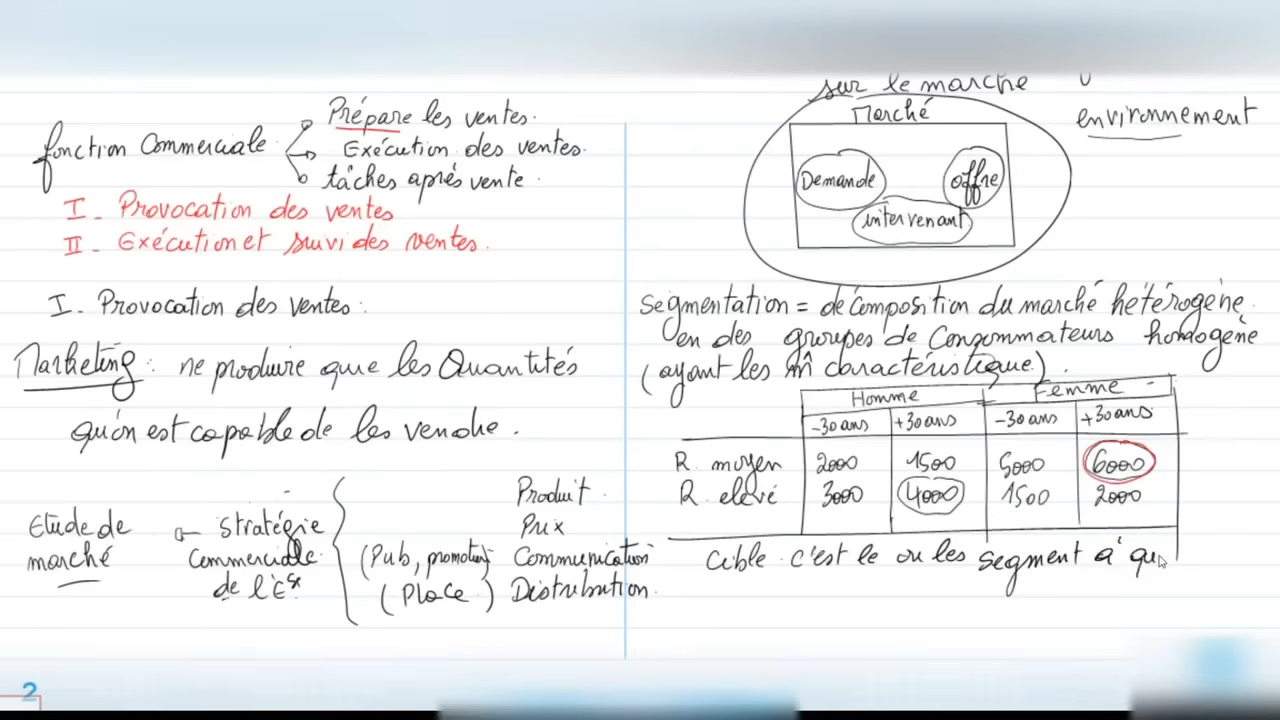 fonction Commerciale
Prépare les ventes.
Exécution des ventes.
tâches aprés vente.
I - Provocation des ventes
II - Exécution et suivi des ventes.
I - Provocation des ventes:
Marketing: ne produire que les Quantités
qu'on est capable de les vendre.
Etude de
marché
stratégie
Commerciale
de l'Ese
Produit.
Prix
(Pub, promotion) Communication
(Place) Distribution.
2
sur le marché
environnement
Marché
Demande
offre
intervenant
Segmentation = décomposition du marché hétérogène
en des groupes de Consommateurs homogène
(ayant les m̂ caractéristique).
Homme Femme
-30 ans +30 ans -30 ans +30 ans
R. moyen 2000 1500 5000 6000
R. elevé 3000 4000 1500 2000
Cible c'est le ou les segment à qu